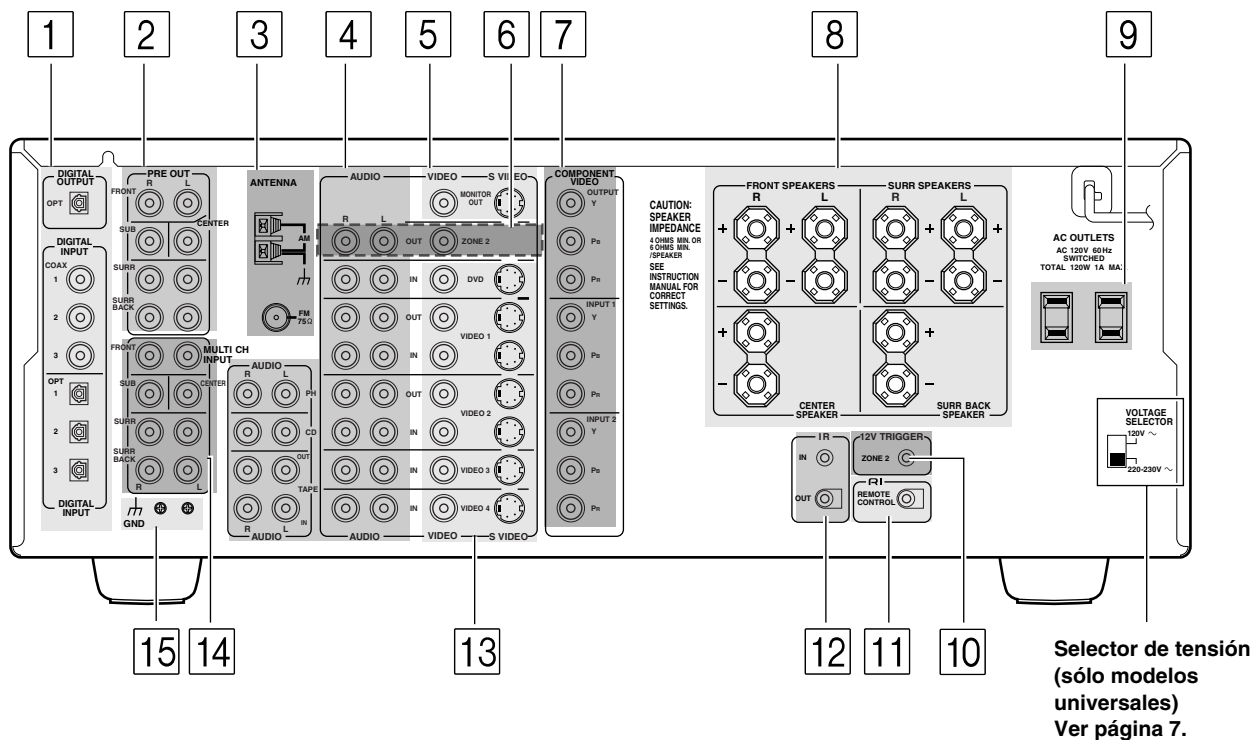 1 2 3 4 5 6 7 8 9
DIGITAL OUTPUT
OPT
DIGITAL INPUT
COAX
1
2
3
OPT
1
2
3
DIGITAL INPUT
PRE OUT
R L
FRONT
SUB CENTER
SURR
SURR BACK
MULTI CH INPUT
FRONT
SUB CENTER
SURR
SURR BACK
R L
GND
ANTENNA
AM
FM 75Ω
AUDIO
R L
PH
CD
OUT
TAPE
IN
R L
AUDIO
AUDIO VIDEO S VIDEO
MONITOR OUT
R L
OUT ZONE 2
IN DVD
OUT
VIDEO 1
IN
OUT
VIDEO 2
IN
IN VIDEO 3
IN VIDEO 4
AUDIO VIDEO S VIDEO
COMPONENT VIDEO
OUTPUT
Y
PB
PR
INPUT 1
Y
PB
PR
INPUT 2
Y
PB
PR
CAUTION:
SPEAKER
IMPEDANCE
4 OHMS MIN. OR
6 OHMS MIN.
/SPEAKER
SEE
INSTRUCTION
MANUAL FOR
CORRECT
SETTINGS.
FRONT SPEAKERS
R L
+ +
− −
SURR SPEAKERS
R L
+
−
+
−
CENTER
SPEAKER
+
−
SURR BACK
SPEAKER
AC OUTLETS
AC 120V 60Hz
SWITCHED
TOTAL 120W 1A MAX.
IR
IN
OUT
12V TRIGGER
ZONE 2
RI
REMOTE
CONTROL
VOLTAGE
SELECTOR
120V ∼
220-230V ∼
15 14 13 12 11 10
Selector de tensión
(sólo modelos
universales)
Ver página 7.